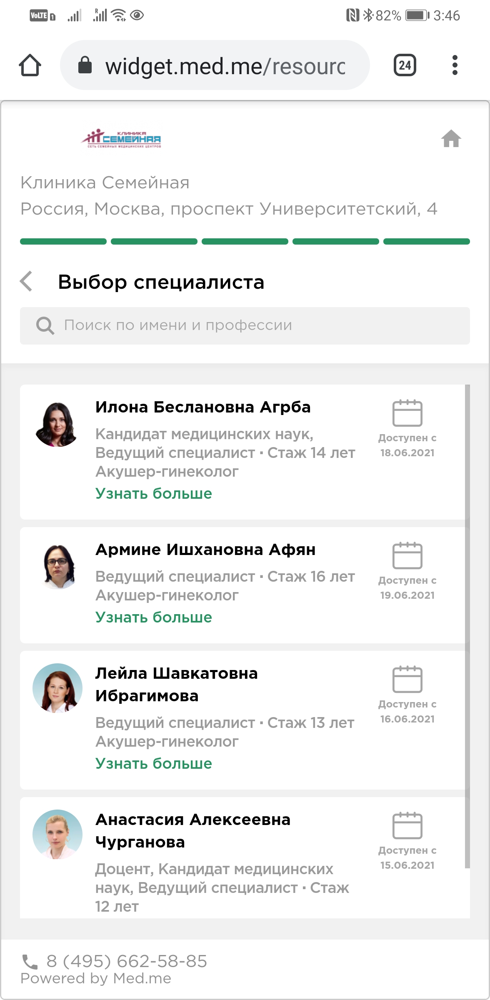 VoLTE 1 R 82% 3:46
widget.med.me/resourc 24
КЛИНИКА
СЕМЕЙНАЯ
СЕТЬ СЕМЕЙНЫХ МЕДИЦИНСКИХ ЦЕНТРОВ
Клиника Семейная
Россия, Москва, проспект Университетский, 4
Выбор специалиста
Поиск по имени и профессии
Илона Беслановна Агрба
Кандидат медицинских наук,
Ведущий специалист · Стаж 14 лет
Акушер-гинеколог
Узнать больше
Доступен с
18.06.2021
Армине Ишхановна Афян
Ведущий специалист · Стаж 16 лет
Акушер-гинеколог
Узнать больше
Доступен с
19.06.2021
Лейла Шавкатовна
Ибрагимова
Ведущий специалист · Стаж 13 лет
Акушер-гинеколог
Узнать больше
Доступен с
16.06.2021
Анастасия Алексеевна
Чурганова
Доцент, Кандидат медицинских
наук, Ведущий специалист · Стаж
12 лет
Доступен с
15.06.2021
8 (495) 662-58-85
Powered by Med.me